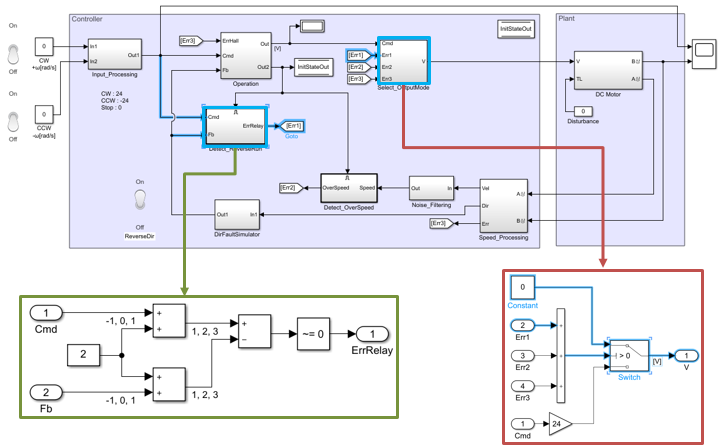 On
Off
On
Off
0
CW
+ω[rad/s]
0
CCW
-ω[rad/s]
Controller
In1
In2
Out1
Input_Processing
CW : 24
CCW : -24
Stop : 0
[Err3]
ErrHall
Cmd
Fb
Out
Out2
Operation
[V]
InitStateOut
InitStateOut
[Err1]
[Err2]
[Err3]
Cmd
Err1
Err2
Err3
V
Select_OutputMode
Cmd
Fb
ErrRelay
Detect_ReverseRun
[Err1]
Goto
On
Off
ReverseDir
Out1
In1
DirFaultSimulator
[Err2]
OverSpeed
Speed
Detect_OverSpeed
Out
In
Noise_Filtering
[Err3]
Vel
Dir
Err
A
B
Speed_Processing
Plant
V
TL
B
A
DC Motor
0
Disturbance
1
Cmd
-1, 0, 1
2
2
Fb
-1, 0, 1
+
+
+
+
1, 2, 3
1, 2, 3
+
−
~= 0
1
ErrRelay
0
Constant
2
Err1
3
Err2
4
Err3
+
+
+
1
Cmd
24
> 0
Switch
[V]
1
V